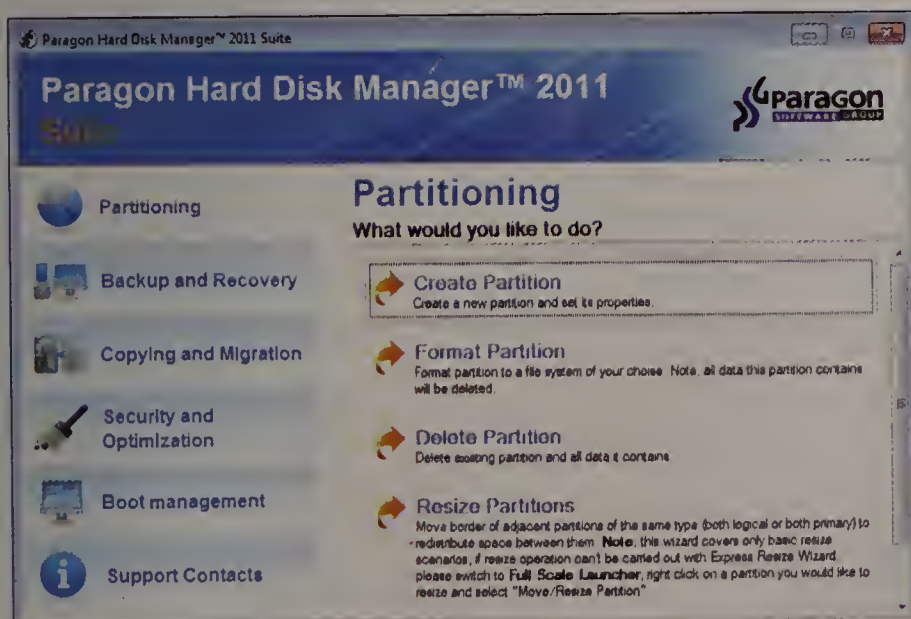 Paragon Hard Disk Manager™ 2011 Suite
Paragon Hard Disk Manager™ 2011
Suite
Paragon
SOFTWARE GROUP
Partitioning
Backup and Recovery
Copying and Migration
Security and
Optimization
Boot management
Support Contacts
Partitioning
What would you like to do?
Create Partition
Create a new partition and set its properties.
Format Partition
Format partition to a file system of your choise. Note, all data this partition contains
will be deleted.
Delete Partition
Delete existing partition and all data it contains
Resize Partitions
Move border of adjacent partitions of the same type (both logical or both primary) to
redistribute space between them. Note, this wizard covers only basic resize
scenarios, if resize operation can't be carried out with Express Resize Wizard,
please switch to Full Scale Launcher, right click on a partition you would like to
resize and select "Move/Resize Partition"